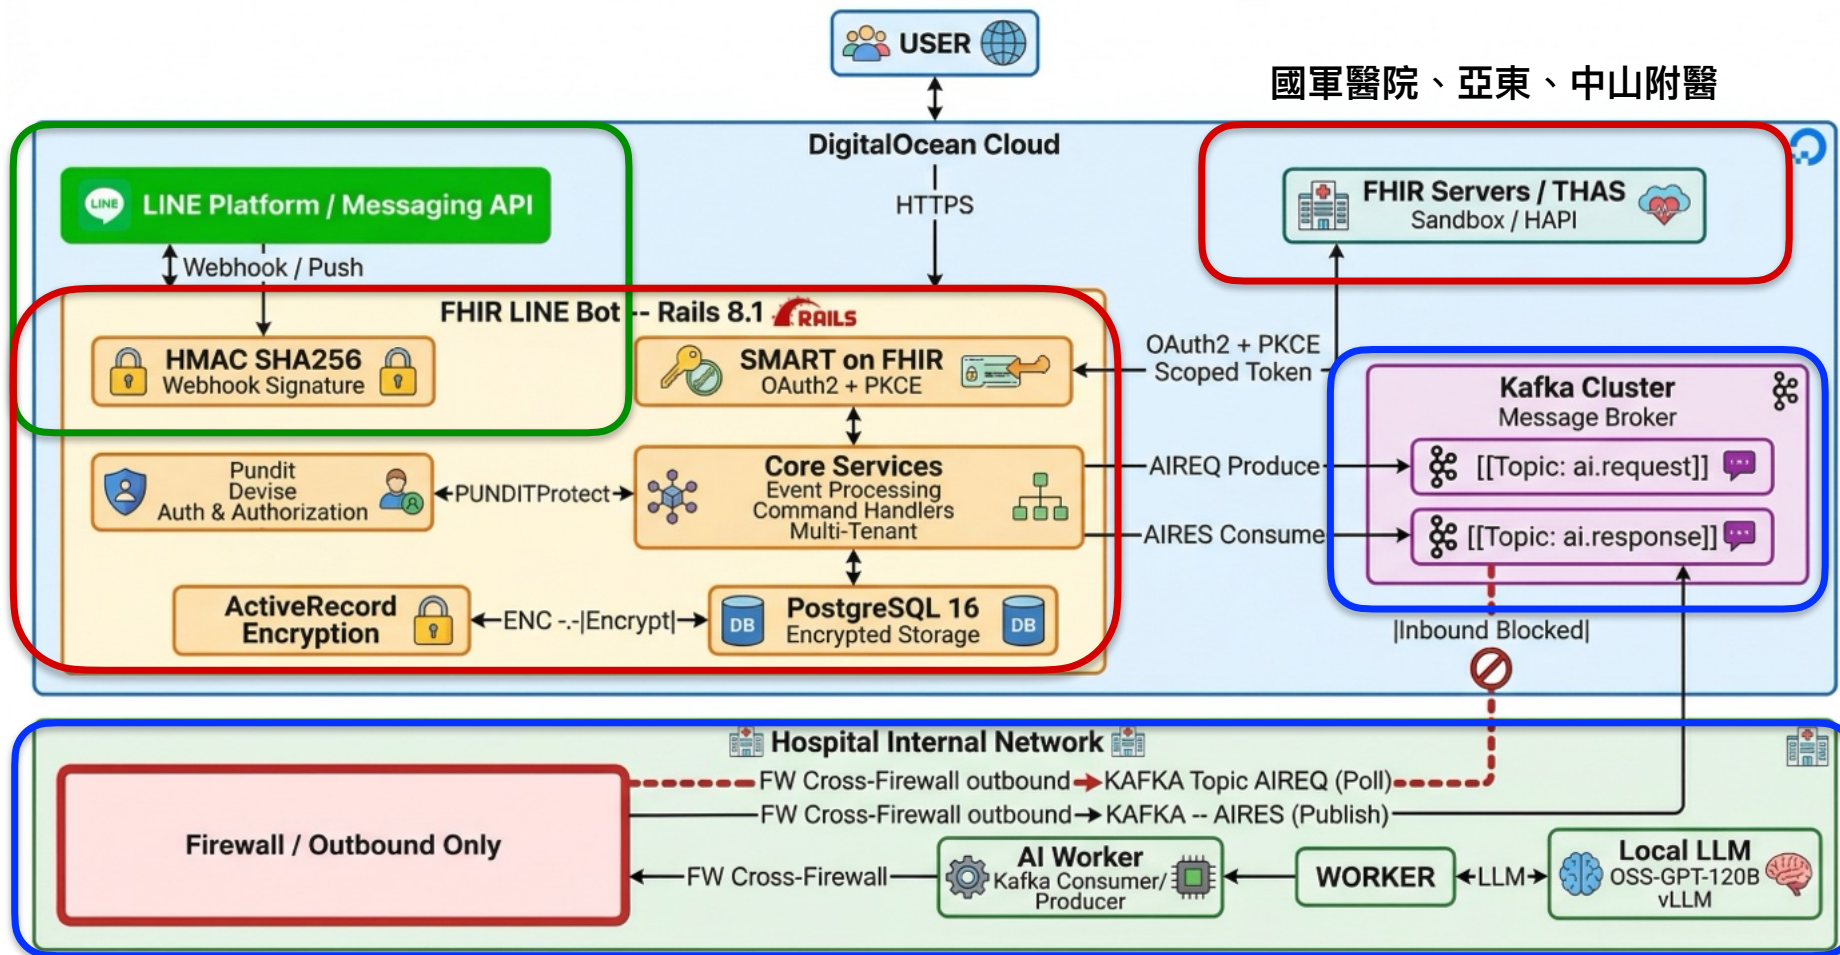 USER
國軍醫院、亞東、中山附醫
DigitalOcean Cloud
LINE
LINE Platform / Messaging API
HTTPS
FHIR Servers / THAS
Sandbox / HAPI
Webhook / Push
FHIR LINE Bot -- Rails 8.1
RAILS
HMAC SHA256
Webhook Signature
SMART on FHIR
OAuth2 + PKCE
OAuth2 + PKCE
Scoped Token
Kafka Cluster
Message Broker
Pundit
Devise
Auth & Authorization
PUNDITProtect
Core Services
Event Processing
Command Handlers
Multi-Tenant
AIREQ Produce
[[Topic: ai.request]]
AIRES Consume
[[Topic: ai.response]]
ActiveRecord
Encryption
ENC -.-|Encrypt|
DB
PostgreSQL 16
Encrypted Storage
DB
|Inbound Blocked|
Hospital Internal Network
FW Cross-Firewall outbound
KAFKA Topic AIREQ (Poll)
FW Cross-Firewall outbound
KAFKA -- AIRES (Publish)
Firewall / Outbound Only
FW Cross-Firewall
AI Worker
Kafka Consumer/
Producer
WORKER
LLM
Local LLM
OSS-GPT-120B
vLLM